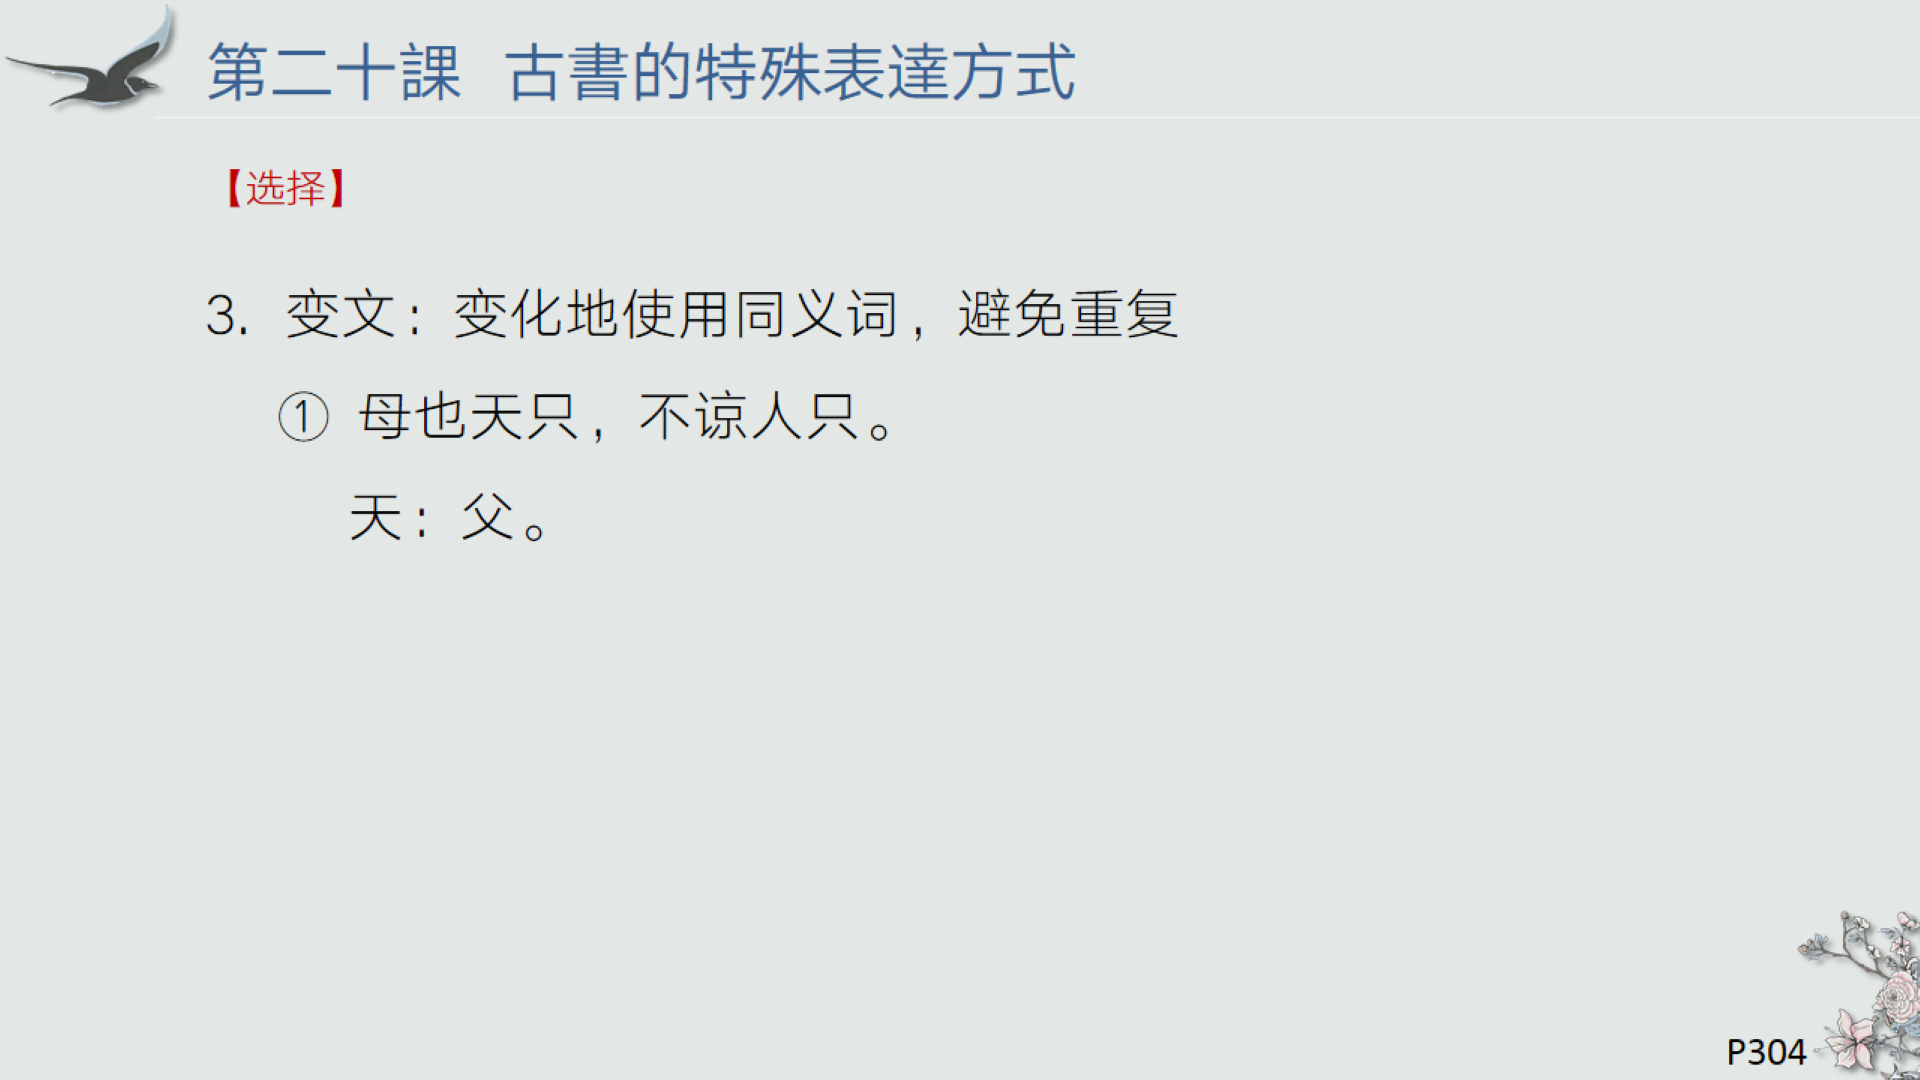 第二十課 古書的特殊表達方式
【选择】
3. 变文：变化地使用同义词，避免重复
① 母也天只，不谅人只。
天：父。
P304